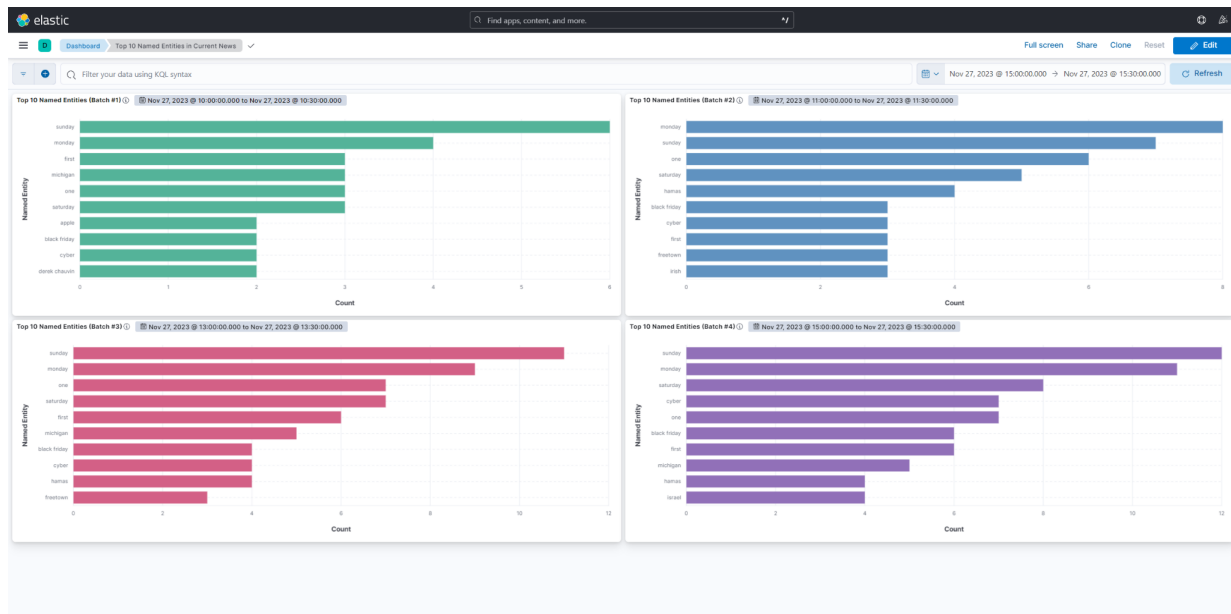 elastic
Find apps, content, and more.
^/
D
Dashboard
Top 10 Named Entities in Current News
Full screen
Share
Clone
Reset
Edit
Filter your data using KQL syntax
Nov 27, 2023 @ 15:00:00.000 → Nov 27, 2023 @ 15:30:00.000
Refresh
Top 10 Named Entities (Batch #1)
Nov 27, 2023 @ 10:00:00.000 to Nov 27, 2023 @ 10:30:00.000
Named Entity
sunday
monday
first
michigan
one
saturday
apple
black friday
cyber
derek chauvin
0 1 2 3 4 5 6
Count
Top 10 Named Entities (Batch #2)
Nov 27, 2023 @ 11:00:00.000 to Nov 27, 2023 @ 11:30:00.000
Named Entity
monday
sunday
one
saturday
hamas
black friday
cyber
first
freetown
irish
0 2 4 6 8
Count
Top 10 Named Entities (Batch #3)
Nov 27, 2023 @ 13:00:00.000 to Nov 27, 2023 @ 13:30:00.000
Named Entity
sunday
monday
one
saturday
first
michigan
black friday
cyber
hamas
freetown
0 2 4 6 8 10 12
Count
Top 10 Named Entities (Batch #4)
Nov 27, 2023 @ 15:00:00.000 to Nov 27, 2023 @ 15:30:00.000
Named Entity
sunday
monday
saturday
cyber
one
black friday
first
michigan
hamas
israel
0 2 4 6 8 10 12
Count